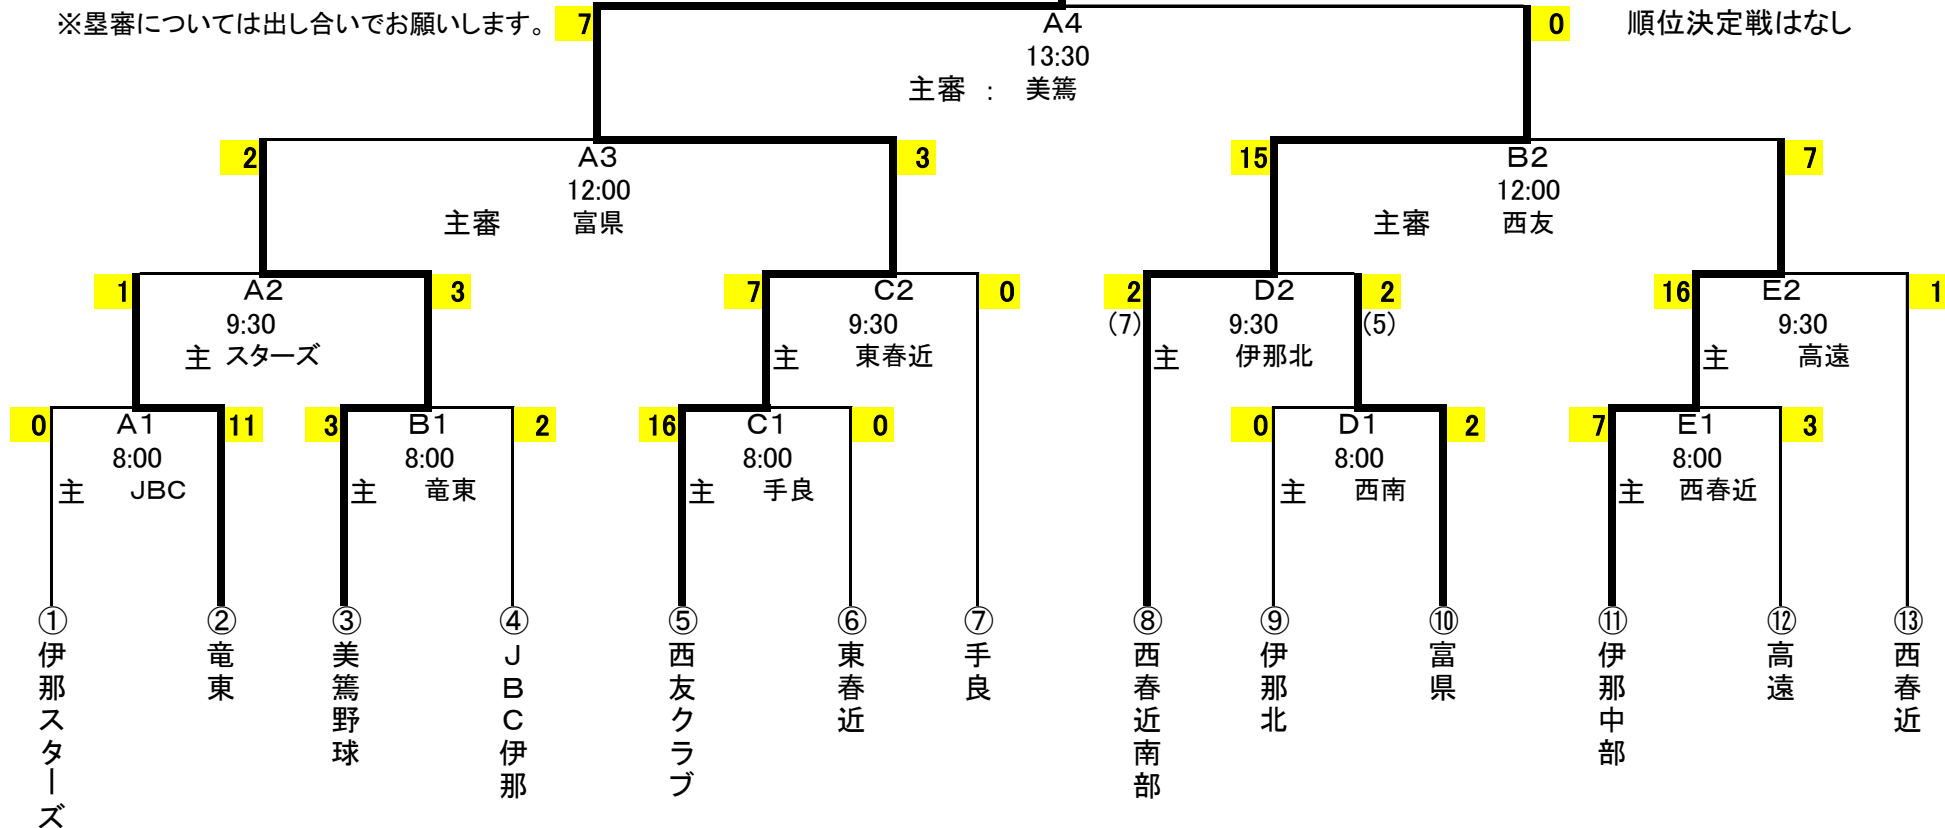 ※塁審については出し合いでお願いします。 7 A4 0 順位決定戦はなし
13:30
主審 : 美篶
2 A3 3 15 B2 7
12:00 12:00
主審 富県 主審 西友
1 A2 3 7 C2 0 2 D2 2 16 E2 1
9:30 9:30 (7) 9:30 (5) 9:30
主 スターズ 主 東春近 主 伊那北 主 高遠
0 A1 11 3 B1 2 16 C1 0 0 D1 2 7 E1 3
8:00 8:00 8:00 8:00 8:00
主 JBC 主 竜東 主 手良 主 西南 主 西春近
①伊那スターズ
②竜東
③美篶野球
④JBC伊那
⑤西友クラブ
⑥東春近
⑦手良
⑧西春近南部
⑨伊那北
⑩富県
⑪伊那中部
⑫高遠
⑬西春近